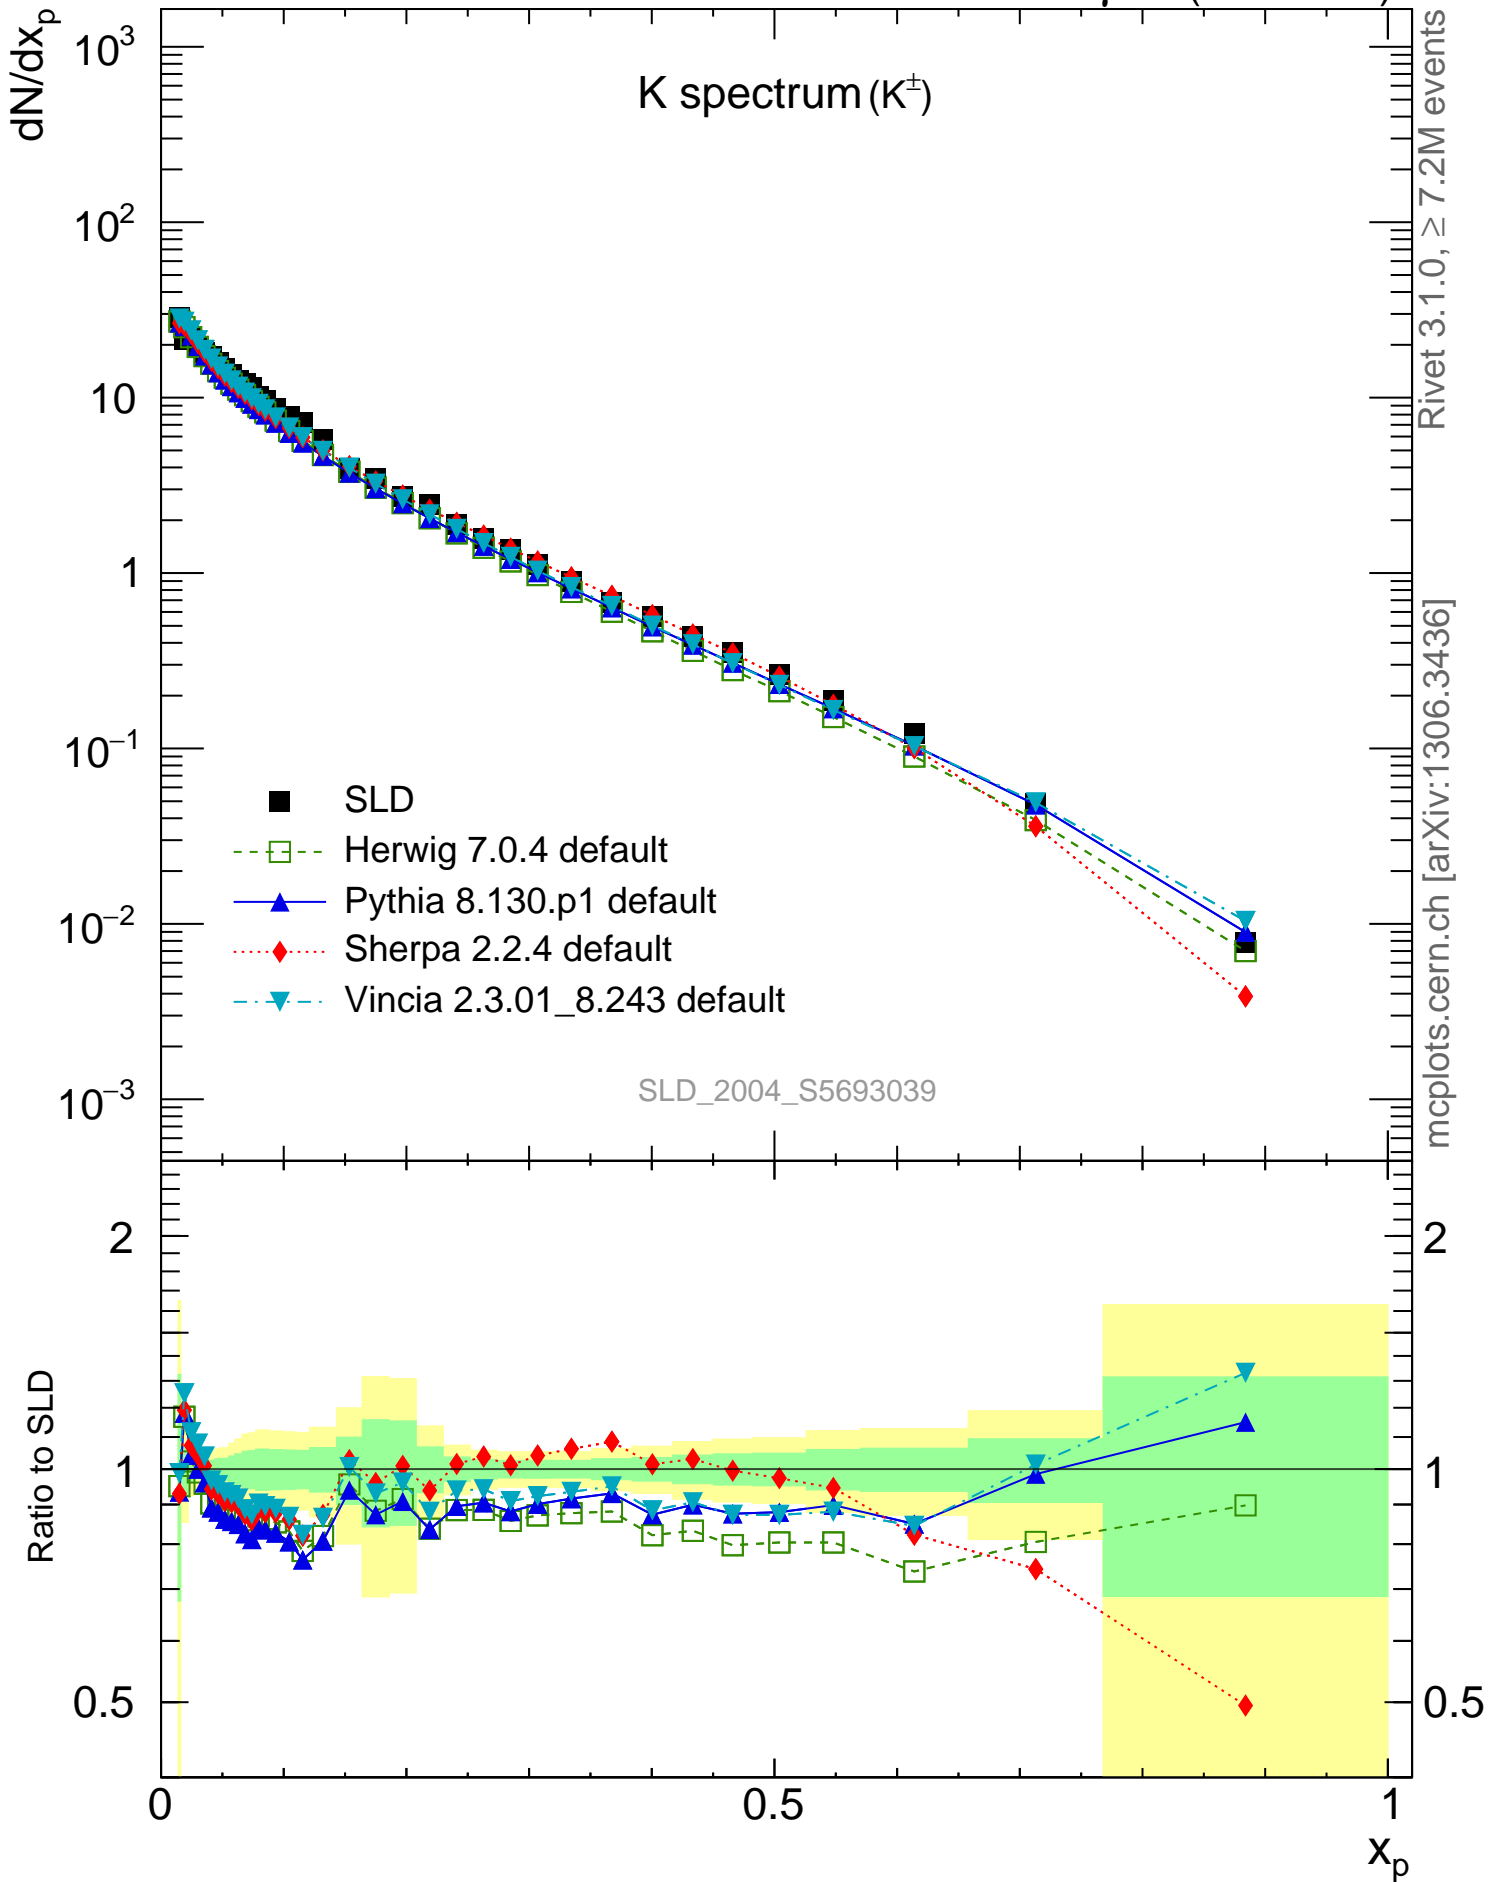 dN/dx_p
K spectrum (K^±)
10^3
10^2
10
1
10^−1
10^−2
10^−3
SLD
Herwig 7.0.4 default
Pythia 8.130.p1 default
Sherpa 2.2.4 default
Vincia 2.3.01_8.243 default
SLD_2004_S5693039
Rivet 3.1.0, ≥ 7.2M events
mcplots.cern.ch [arXiv:1306.3436]
Ratio to SLD
2
1
0.5
2
1
0.5
0
0.5
1
x_p